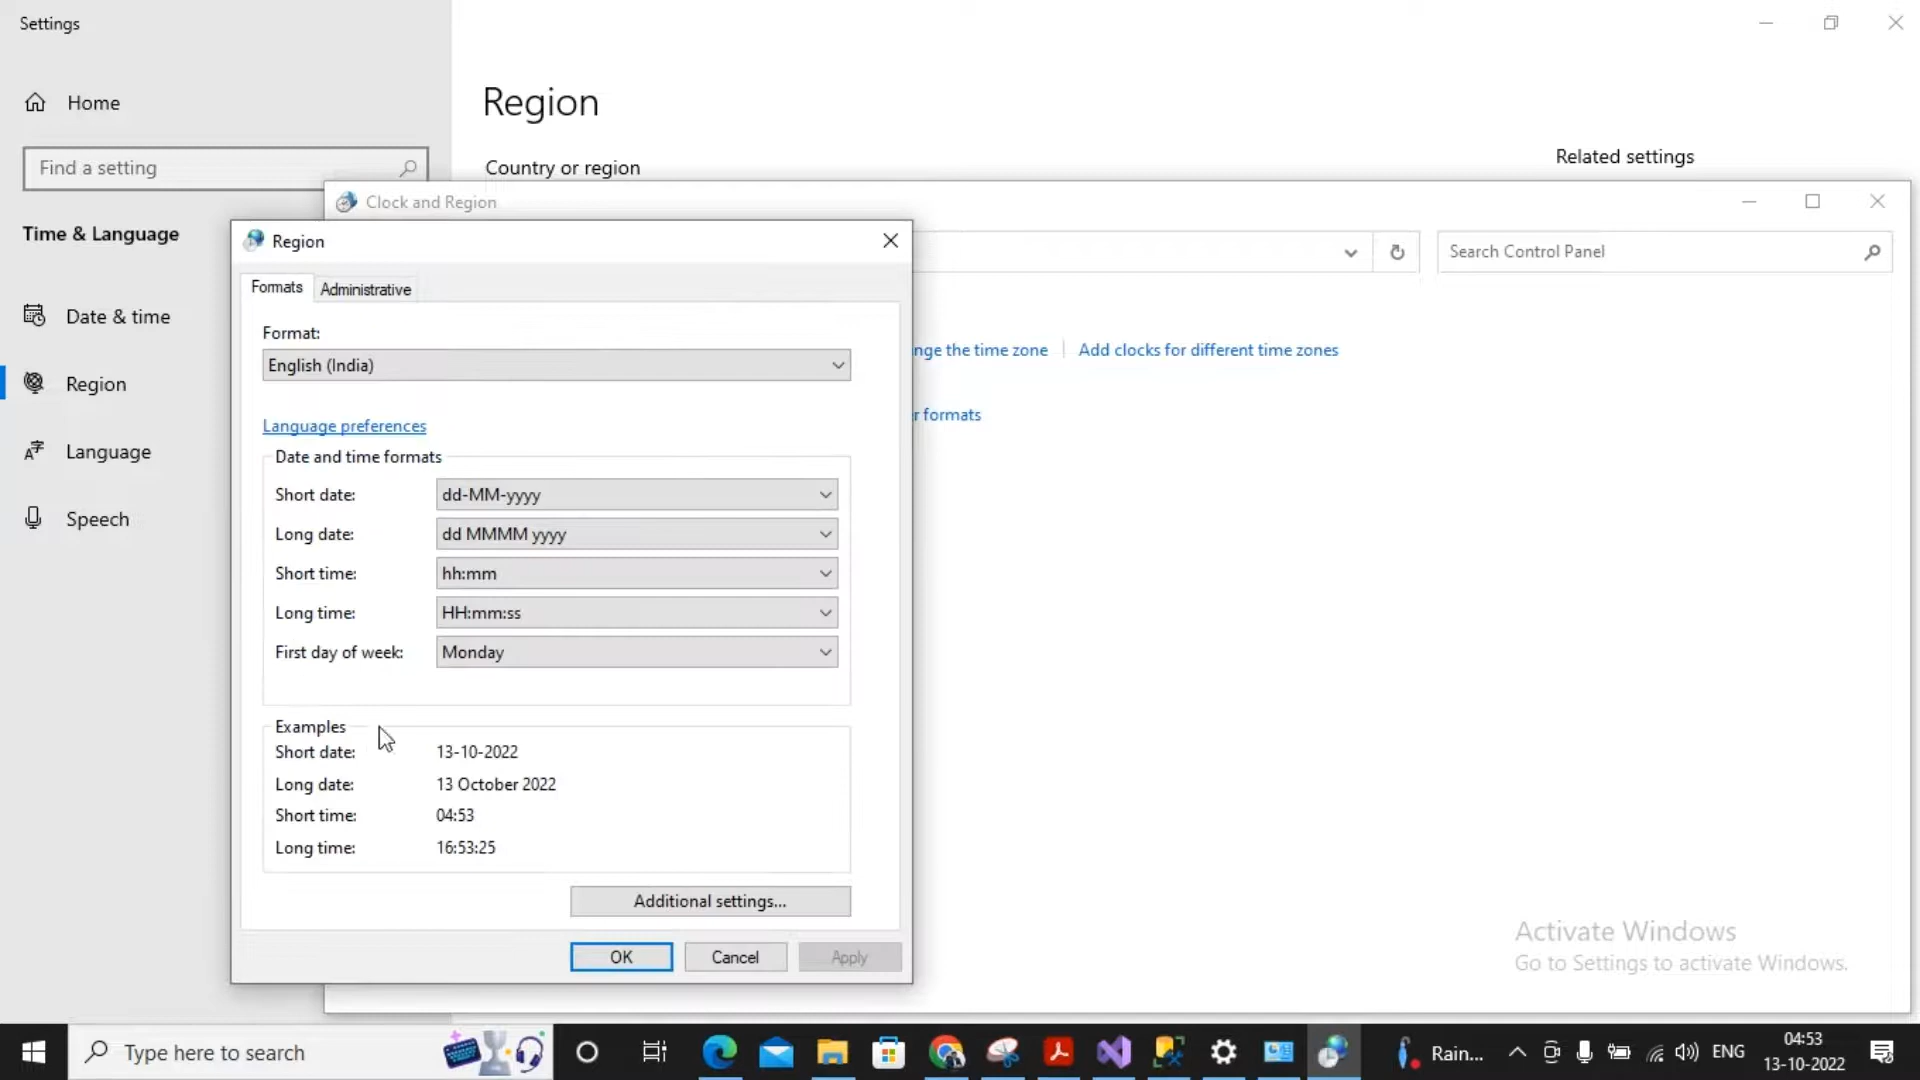 Settings
Home
Find a setting
Time & Language
Date & time
Region
Language
Speech
Region
Country or region
Related settings
Clock and Region
Search Control Panel
nge the time zone
Add clocks for different time zones
r formats
Region
Formats
Administrative
Format:
English (India)
Language preferences
Date and time formats
Short date:
dd-MM-yyyy
Long date:
dd MMMM yyyy
Short time:
hh:mm
Long time:
HH:mm:ss
First day of week:
Monday
Examples
Short date:
13-10-2022
Long date:
13 October 2022
Short time:
04:53
Long time:
16:53:25
Additional settings...
OK
Cancel
Apply
Activate Windows
Go to Settings to activate Windows.
Type here to search
Rain...
ENG
04:53
13-10-2022